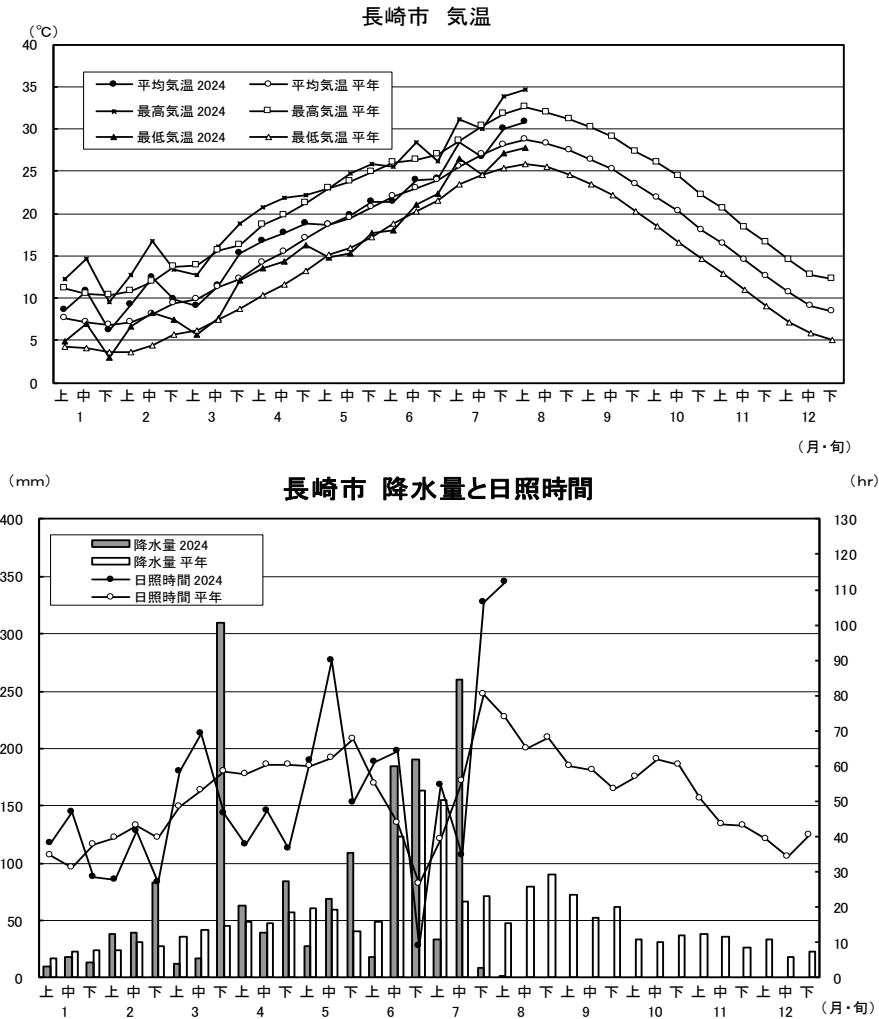 長崎市 気温
(℃)
40
35
30
25
20
15
10
5
0
平均気温 2024
平均気温 平年
最高気温 2024
最高気温 平年
最低気温 2024
最低気温 平年
上 中 下 上 中 下 上 中 下 上 中 下 上 中 下 上 中 下 上 中 下 上 中 下 上 中 下 上 中 下 上 中 下 上 中 下
1 2 3 4 5 6 7 8 9 10 11 12
(月・旬)
(mm)
長崎市 降水量と日照時間
(hr)
400
350
300
250
200
150
100
50
0
降水量 2024
降水量 平年
日照時間 2024
日照時間 平年
130
120
110
100
90
80
70
60
50
40
30
20
10
0
上 中 下 上 中 下 上 中 下 上 中 下 上 中 下 上 中 下 上 中 下 上 中 下 上 中 下 上 中 下 上 中 下 上 中 下
1 2 3 4 5 6 7 8 9 10 11 12
(月・旬)